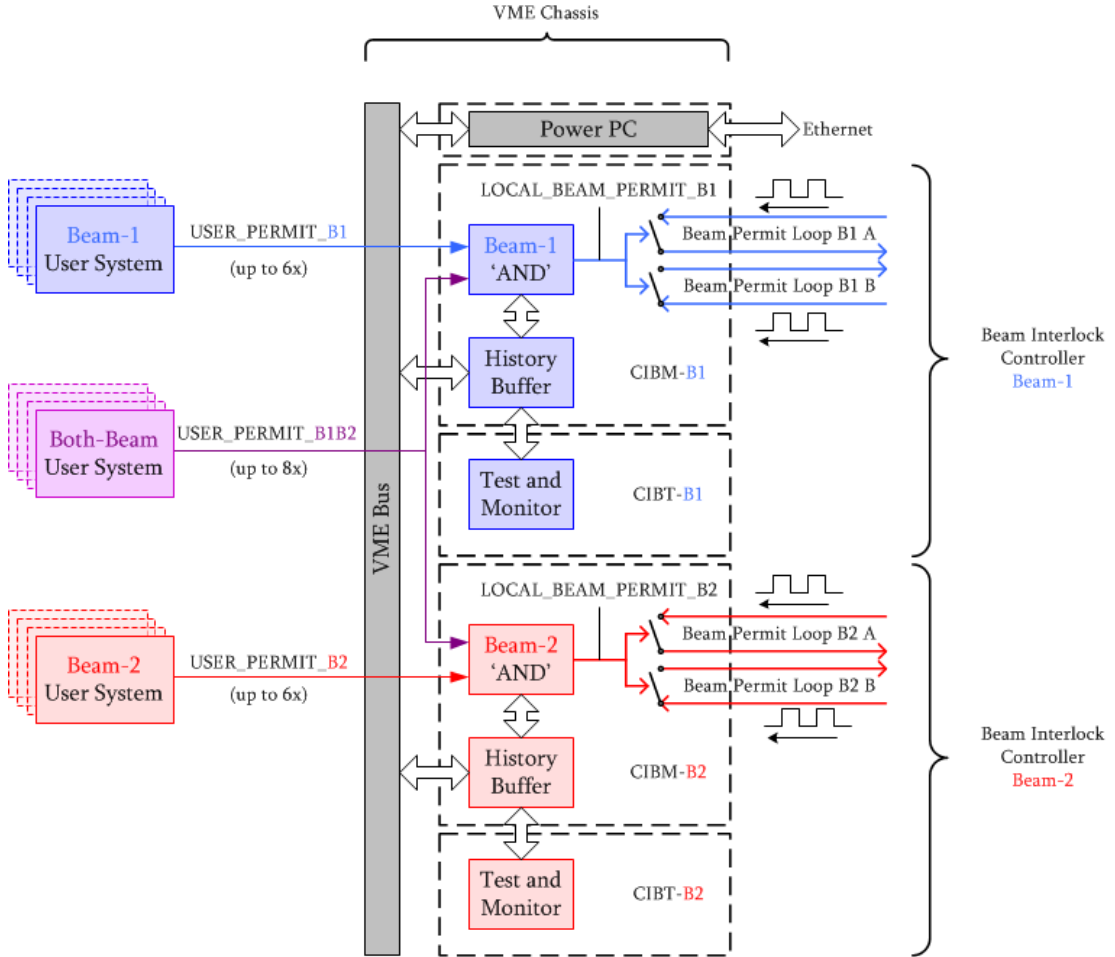 VME Chassis
Power PC
Ethernet
LOCAL_BEAM_PERMIT_B1
Beam-1
User System
USER_PERMIT_B1
(up to 6x)
Beam-1
‘AND’
Beam Permit Loop B1 A
Beam Permit Loop B1 B
History
Buffer
CIBM-B1
Beam Interlock
Controller
Beam-1
Both-Beam
User System
USER_PERMIT_B1B2
(up to 8x)
Test and
Monitor
CIBT-B1
VME Bus
LOCAL_BEAM_PERMIT_B2
Beam-2
User System
USER_PERMIT_B2
(up to 6x)
Beam-2
‘AND’
Beam Permit Loop B2 A
Beam Permit Loop B2 B
History
Buffer
CIBM-B2
Beam Interlock
Controller
Beam-2
Test and
Monitor
CIBT-B2